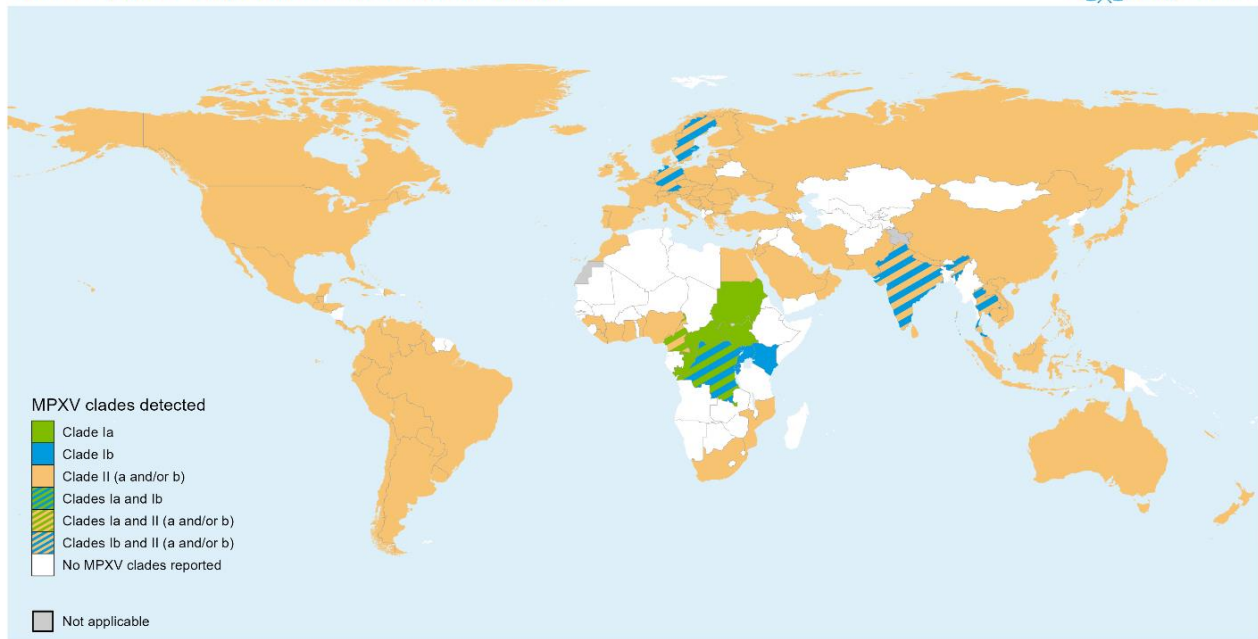 MPXV clades detected
Clade Ia
Clade Ib
Clade II (a and/or b)
Clades Ia and Ib
Clades Ia and II (a and/or b)
Clades Ib and II (a and/or b)
No MPXV clades reported
Not applicable